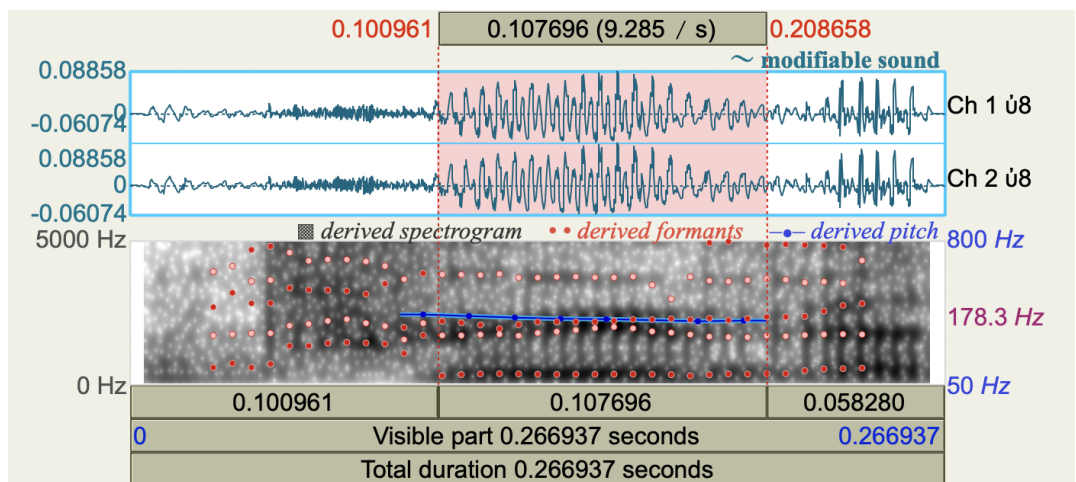 0.100961 0.107696 (9.285 / s) 0.208658
~ modifiable sound
0.08858
0 Ch 1 ủ8
-0.06074
0.08858
0 Ch 2 ủ8
-0.06074
5000 Hz derived spectrogram derived formants derived pitch 800 Hz
178.3 Hz
0 Hz 50 Hz
0.100961 0.107696 0.058280
0 Visible part 0.266937 seconds 0.266937
Total duration 0.266937 seconds